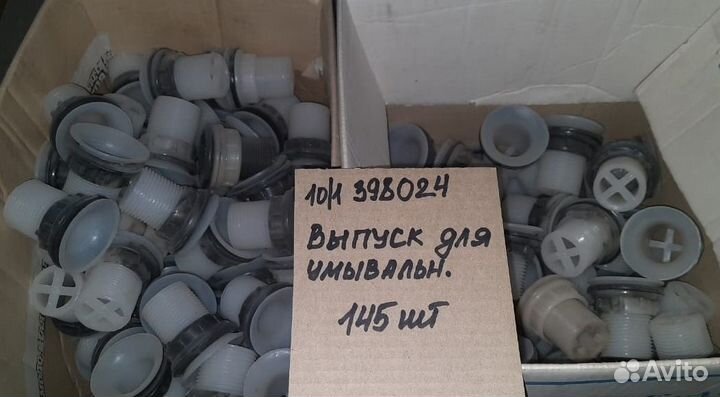 10/1 398024
ВЫПУСК ДЛЯ
УМЫВАЛЬН.
145 ШТ
Avito